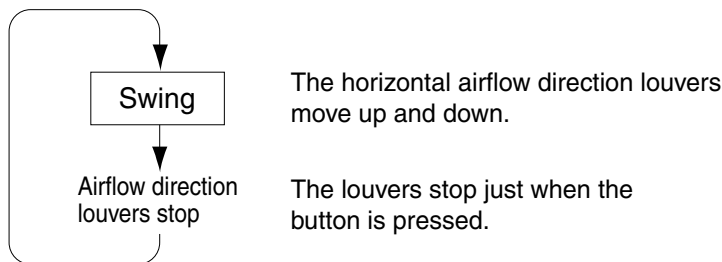 Swing
The horizontal airflow direction louvers
move up and down.
Airflow direction
louvers stop
The louvers stop just when the
button is pressed.